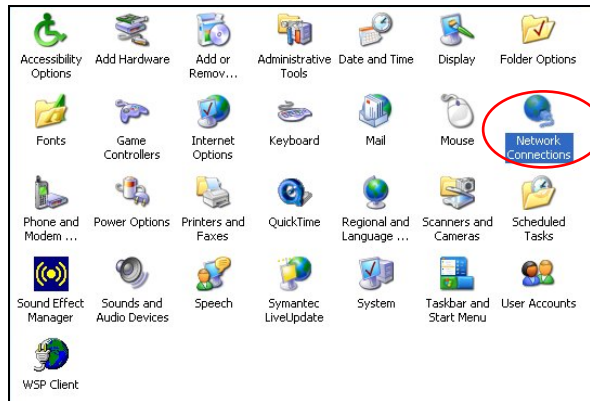 Accessibility Options
Add Hardware
Add or Remov...
Administrative Tools
Date and Time
Display
Folder Options
Fonts
Game Controllers
Internet Options
Keyboard
Mail
Mouse
Network Connections
Phone and Modem ...
Power Options
Printers and Faxes
QuickTime
Regional and Language ...
Scanners and Cameras
Scheduled Tasks
Sound Effect Manager
Sounds and Audio Devices
Speech
Symantec LiveUpdate
System
Taskbar and Start Menu
User Accounts
WSP Client